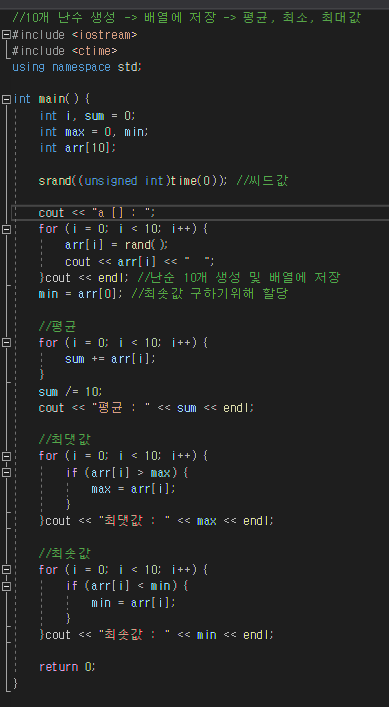 //10개 난수 생성 -> 배열에 저장 -> 평균, 최소, 최대값
#include <iostream>
#include <ctime>
using namespace std;
int main() {
int i, sum = 0;
int max = 0, min;
int arr[10];
srand((unsigned int)time(0)); //씨드값
cout << "a [] : ";
for (i = 0; i < 10; i++) {
arr[i] = rand();
cout << arr[i] << "  ";
}cout << endl; //난순 10개 생성 및 배열에 저장
min = arr[0]; //최솟값 구하기위해 할당
//평균
for (i = 0; i < 10; i++) {
sum += arr[i];
}
sum /= 10;
cout << "평균 : " << sum << endl;
//최댓값
for (i = 0; i < 10; i++) {
if (arr[i] > max) {
max = arr[i];
}
}cout << "최댓값 : " << max << endl;
//최솟값
for (i = 0; i < 10; i++) {
if (arr[i] < min) {
min = arr[i];
}
}cout << "최솟값 : " << min << endl;
return 0;
}